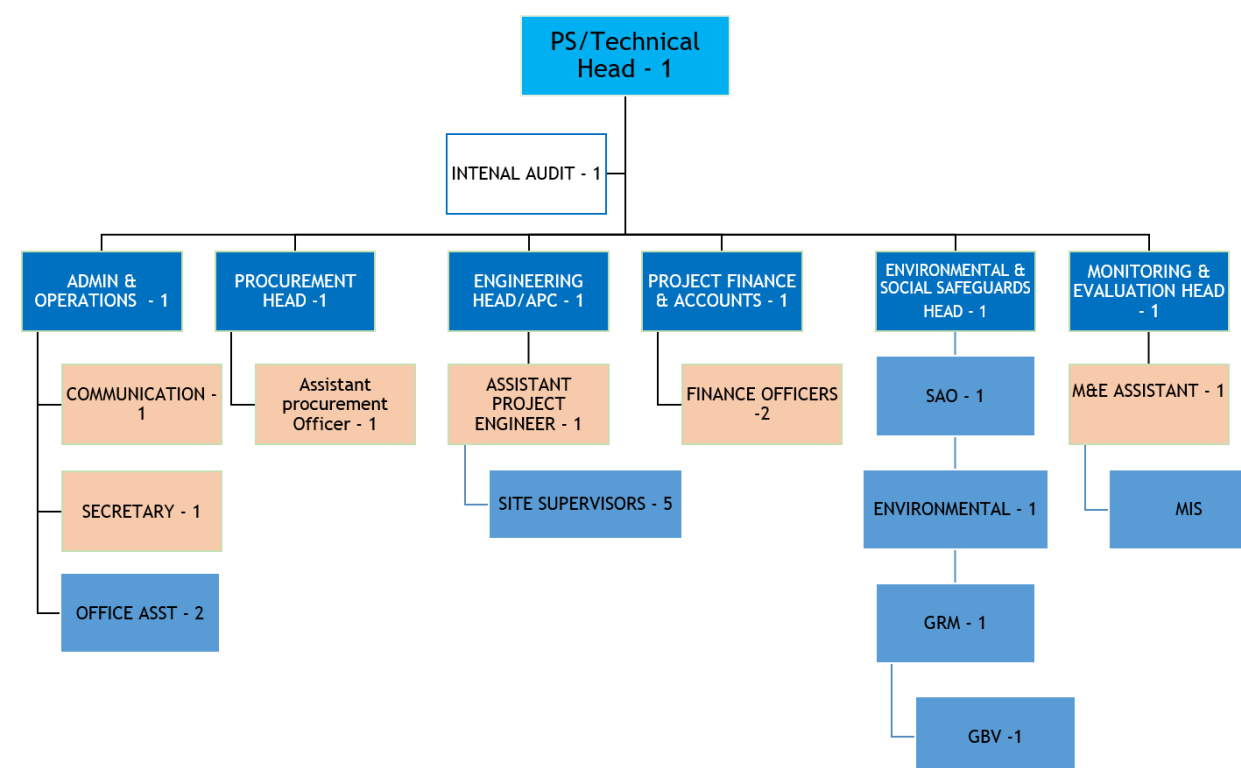 PS/Technical
Head - 1
INTENAL AUDIT - 1
ADMIN &
OPERATIONS - 1
PROCUREMENT
HEAD -1
ENGINEERING
HEAD/APC - 1
PROJECT FINANCE
& ACCOUNTS - 1
ENVIRONMENTAL &
SOCIAL SAFEGUARDS
HEAD - 1
MONITORING &
EVALUATION HEAD
- 1
COMMUNICATION -
1
Assistant
procurement
Officer - 1
ASSISTANT
PROJECT
ENGINEER - 1
FINANCE OFFICERS
-2
SAO - 1
M&E ASSISTANT - 1
SECRETARY - 1
SITE SUPERVISORS - 5
ENVIRONMENTAL - 1
MIS
OFFICE ASST - 2
GRM - 1
GBV -1